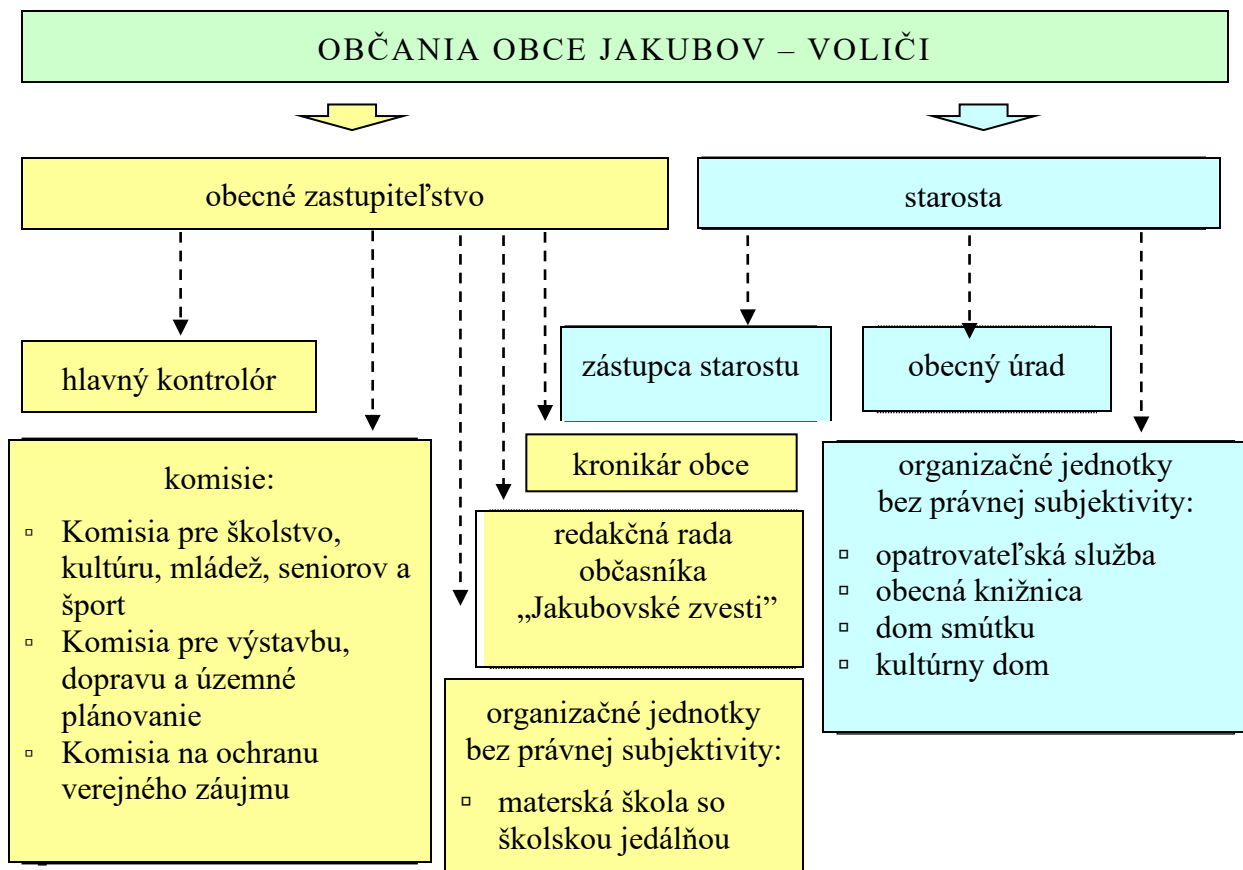 OBČANIA OBCE JAKUBOV – VOLIČI
obecné zastupiteľstvo
starosta
hlavný kontrolór
zástupca starostu
obecný úrad
komisie:
▫ Komisia pre školstvo,
kultúru, mládež, seniorov a
šport
▫ Komisia pre výstavbu,
dopravu a územné
plánovanie
▫ Komisia na ochranu
verejného záujmu
kronikár obce
redakčná rada
občasníka
„Jakubovské zvesti”
organizačné jednotky
bez právnej subjektivity:
▫ materská škola so
školskou jedálňou
organizačné jednotky
bez právnej subjektivity:
▫ opatrovateľská služba
▫ obecná knižnica
▫ dom smútku
▫ kultúrny dom